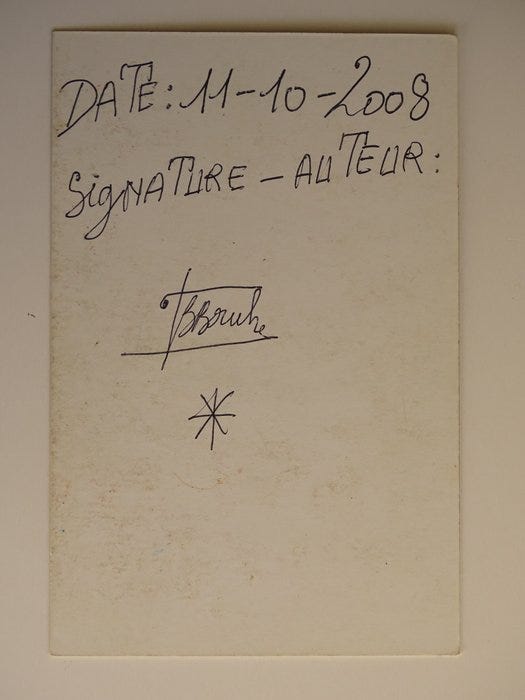 DATE: 11-10-2008
SIGNATURE - AUTEUR: